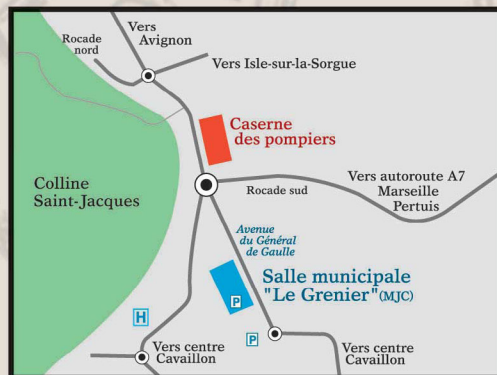 Vers
Avignon
Rocade
nord
Vers Isle-sur-la-Sorgue
Caserne
des pompiers
Colline
Saint-Jacques
Vers autoroute A7
Marseille
Pertuis
Rocade sud
Avenue
du Général
de Gaulle
Salle municipale
"Le Grenier" (MJC)
P
H
P
Vers centre
Cavaillon
Vers centre
Cavaillon